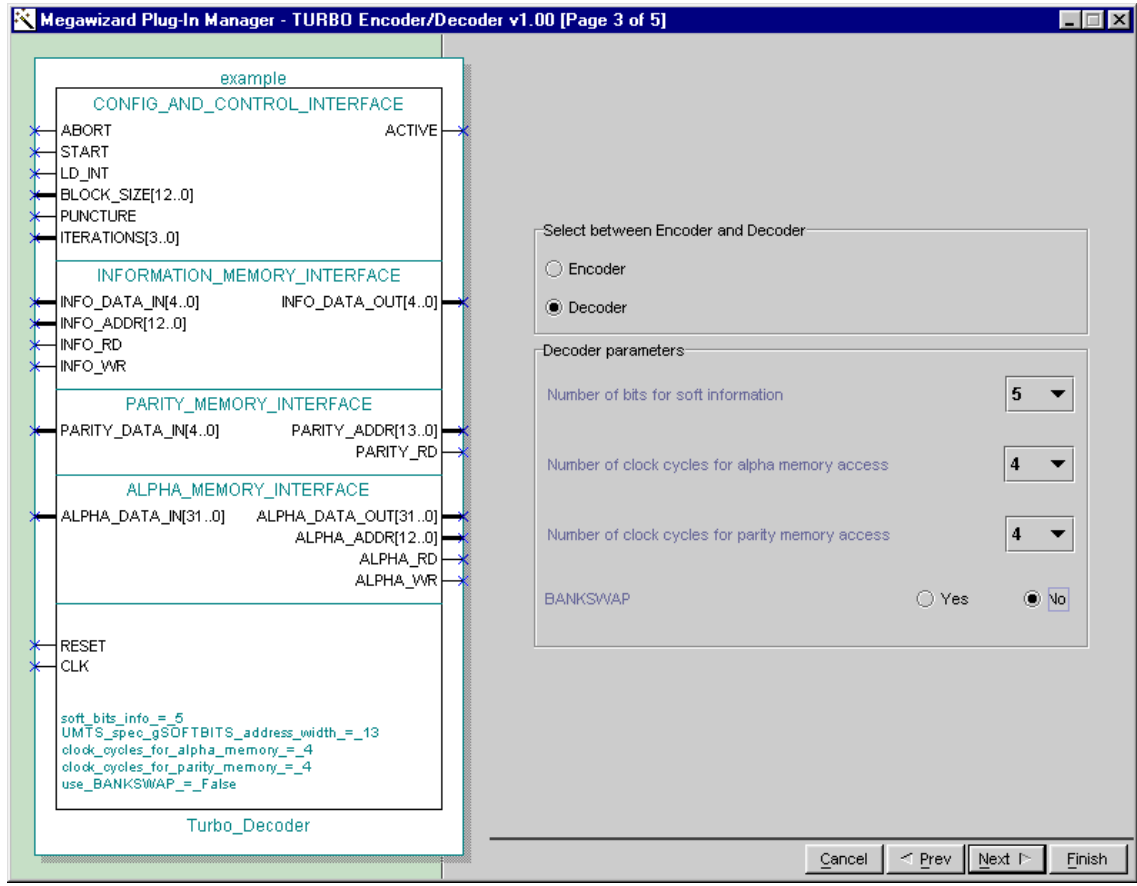 Megawizard Plug-In Manager - TURBO Encoder/Decoder v1.00 [Page 3 of 5]
example
CONFIG_AND_CONTROL_INTERFACE
ABORT ACTIVE
START
LD_INT
BLOCK_SIZE[12..0]
PUNCTURE
ITERATIONS[3..0]
INFORMATION_MEMORY_INTERFACE
INFO_DATA_IN[4..0] INFO_DATA_OUT[4..0]
INFO_ADDR[12..0]
INFO_RD
INFO_WR
PARITY_MEMORY_INTERFACE
PARITY_DATA_IN[4..0] PARITY_ADDR[13..0]
PARITY_RD
ALPHA_MEMORY_INTERFACE
ALPHA_DATA_IN[31..0] ALPHA_DATA_OUT[31..0]
ALPHA_ADDR[12..0]
ALPHA_RD
ALPHA_WR
RESET
CLK
soft_bits_info_=_5
UMTS_spec_gSOFTBITS_address_width_=_13
clock_cycles_for_alpha_memory_=_4
clock_cycles_for_parity_memory_=_4
use_BANKSWAP_=_False
Turbo_Decoder
Select between Encoder and Decoder
Encoder
Decoder
Decoder parameters
Number of bits for soft information 5
Number of clock cycles for alpha memory access 4
Number of clock cycles for parity memory access 4
BANKSWAP Yes No
Cancel Prev Next Finish